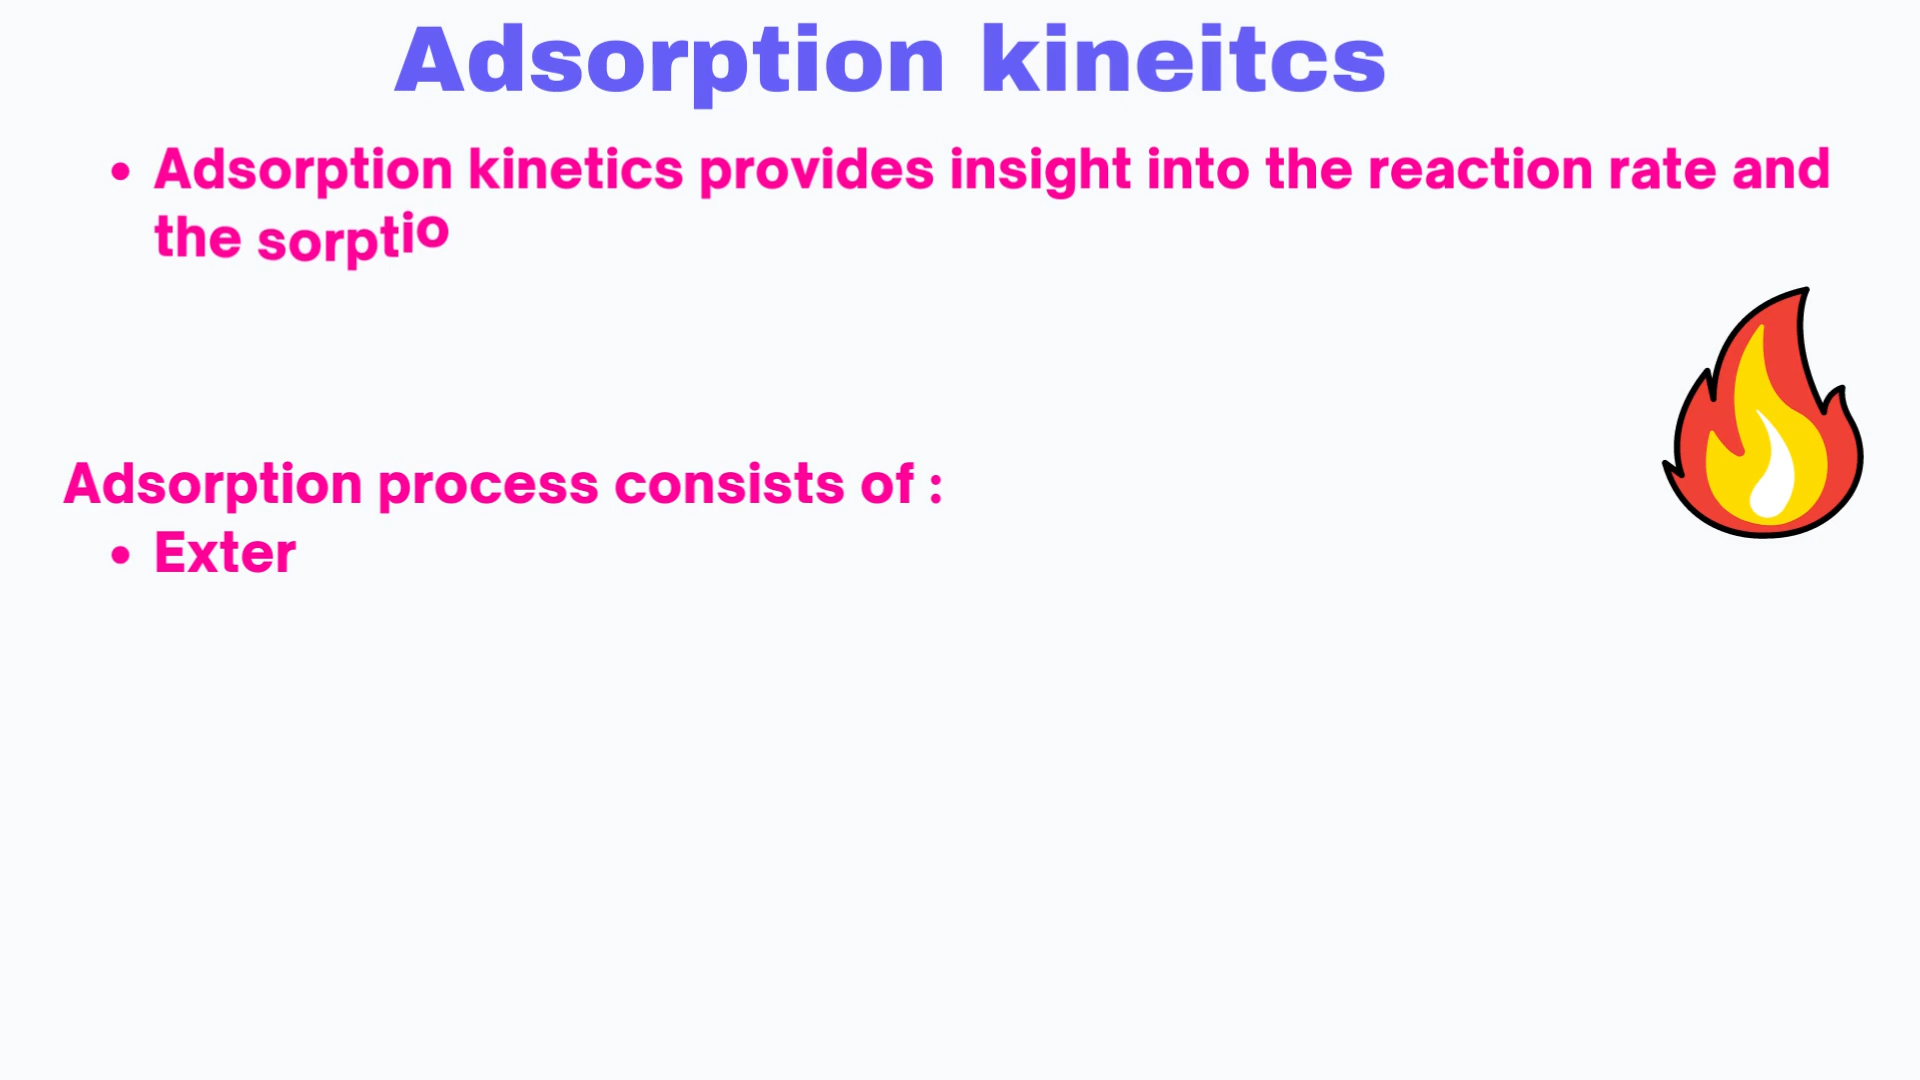 Adsorption kineitcs
• Adsorption kinetics provides insight into the reaction rate and
the sorptio
Adsorption process consists of :
• Exter